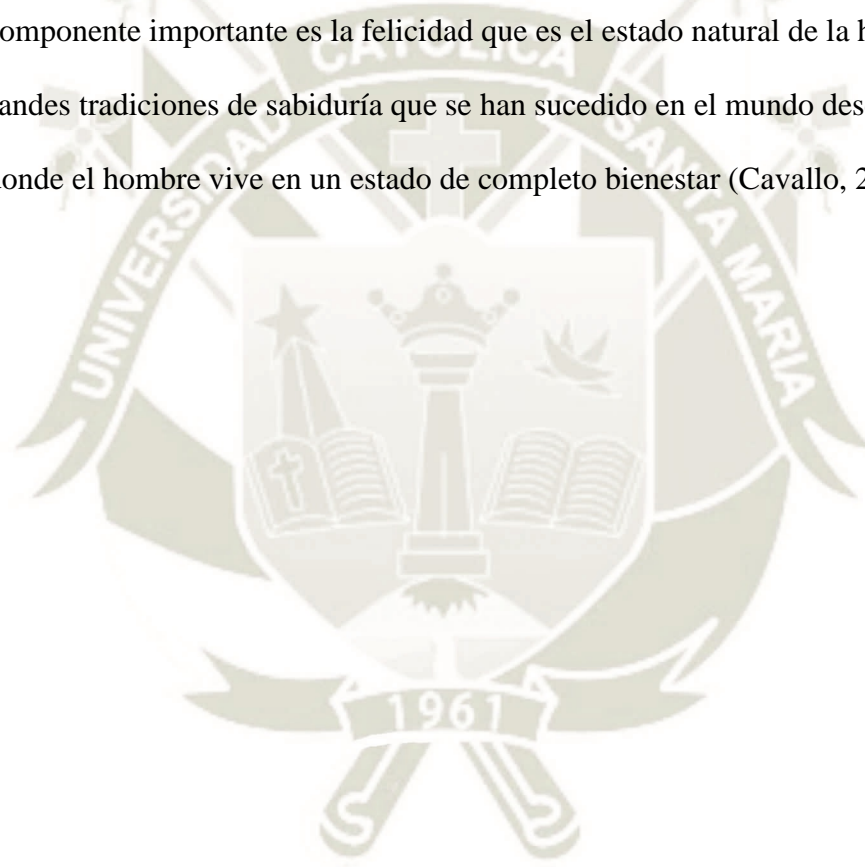 omponente importante es la felicidad que es el estado natural de la
andes tradiciones de sabiduría que se han sucedido en el mundo des
donde el hombre vive en un estado de completo bienestar (Cavallo, 2
UNIVERSIDAD CATOLICA SANTA MARIA
1961